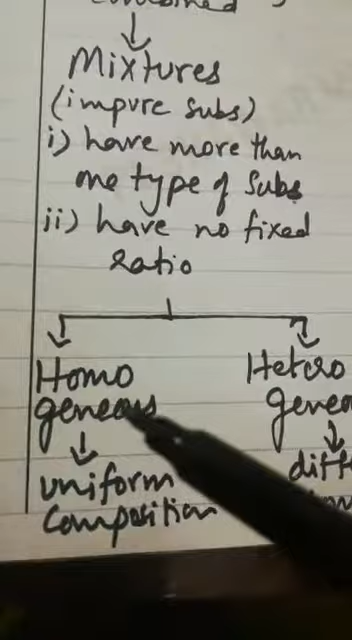 Mixtures
(impure subs)
i) have more than
one type of Subs
ii) have no fixed
ratio
Homo Hetero
geneous
uniform
Composition